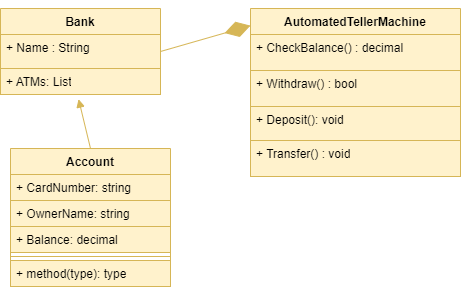 Bank
+ Name : String
+ ATMs: List
AutomatedTellerMachine
+ CheckBalance() : decimal
+ Withdraw() : bool
+ Deposit(): void
+ Transfer() : void
Account
+ CardNumber: string
+ OwnerName: string
+ Balance: decimal
+ method(type): type